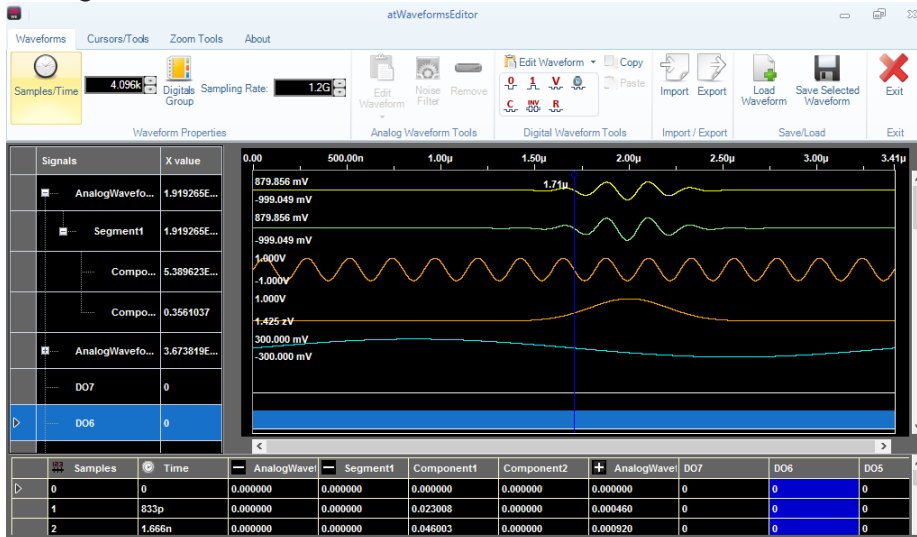 atWaveformsEditor
Waveforms Cursors/Tools Zoom Tools About
Samples/Time 4.096k Digitals Group Sampling Rate: 1.2G Edit Waveform Noise Filter Remove Edit Waveform Copy Paste Import Export Load Waveform Save Selected Waveform Exit
0 1 V
C INV R
Waveform Properties Analog Waveform Tools Digital Waveform Tools Import / Export Save/Load Exit
Signals X value 0.00 500.00n 1.00µ 1.50µ 2.00µ 2.50µ 3.00µ 3.41µ
AnalogWavefo... 1.919265E... 879.856 mV 1.71µ
-999.049 mV
Segment1 1.919265E... 879.856 mV
-999.049 mV
Compo... 5.389623E... 1.000V
-1.000V
Compo... 0.3561037 1.000V
1.425 zV
AnalogWavefo... 3.673819E... 300.000 mV
-300.000 mV
DO7 0
DO6 0
Samples Time AnalogWavef Segment1 Component1 Component2 AnalogWavef DO7 DO6 DO5
0 0 0.000000 0.000000 0.000000 0.000000 0.000000 0 0 0
1 833p 0.000000 0.000000 0.023008 0.000000 0.000460 0 0 0
2 1.666n 0.000000 0.000000 0.046003 0.000000 0.000920 0 0 0